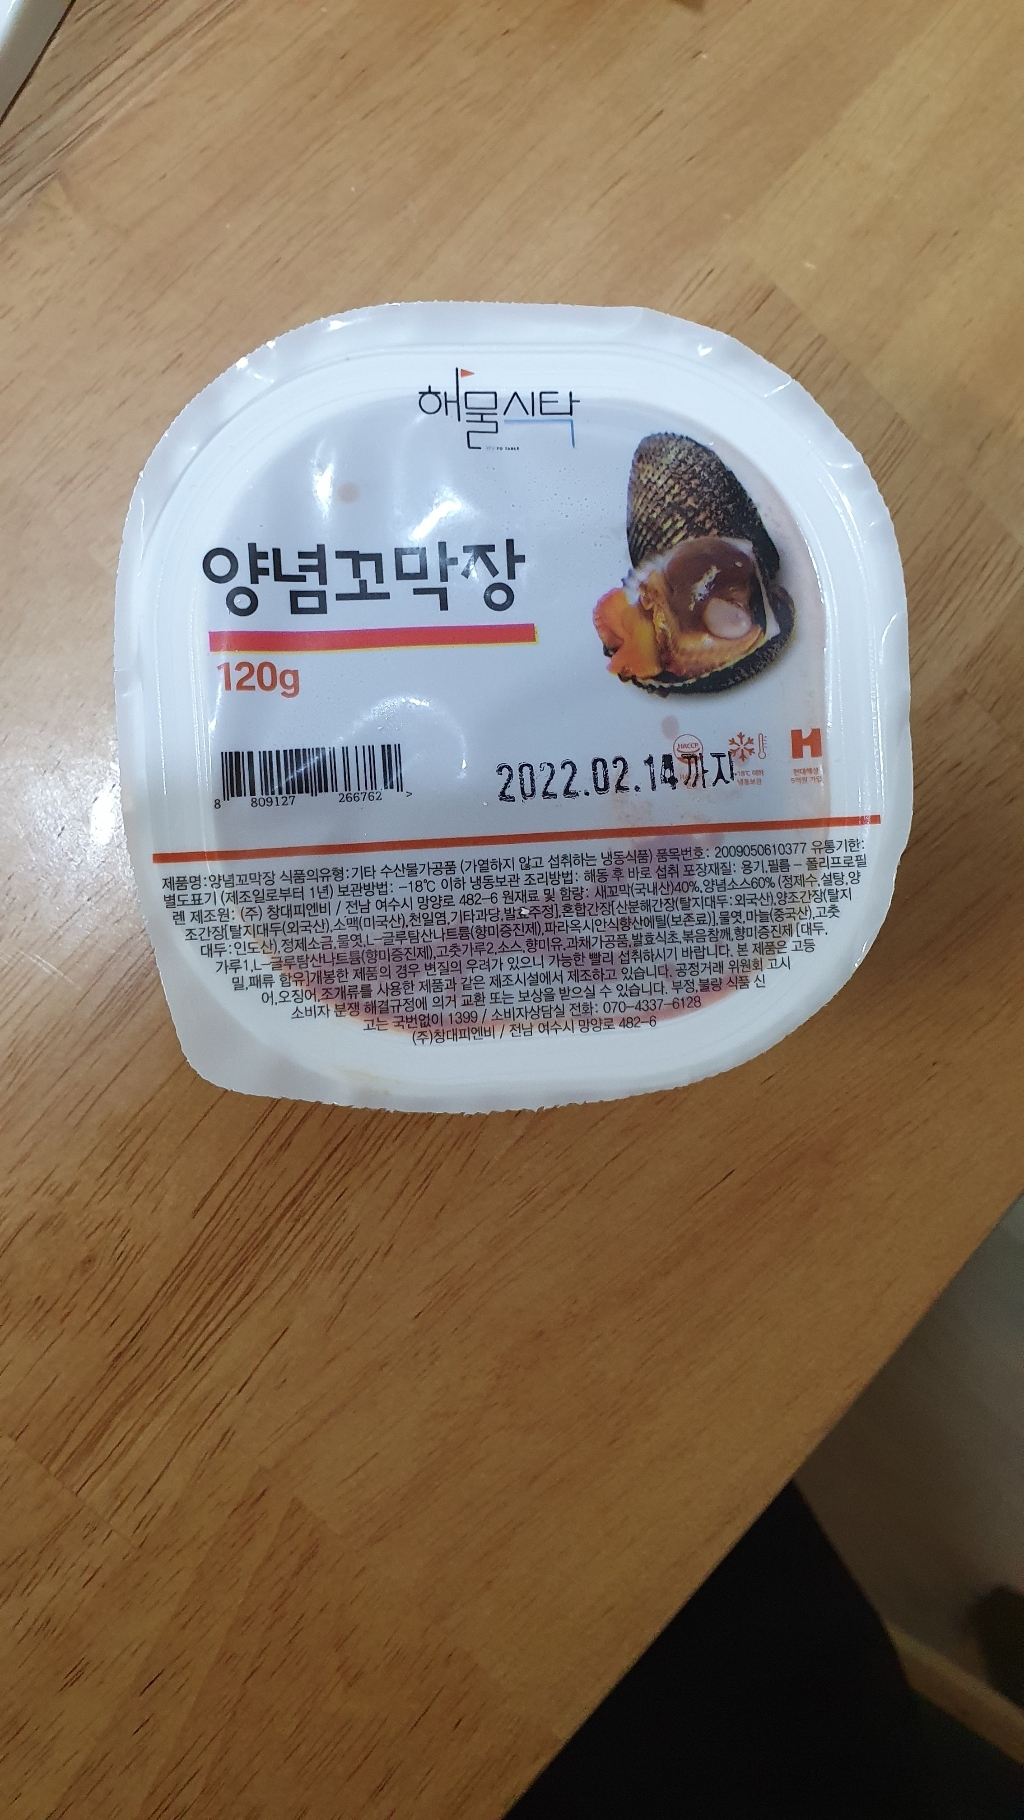 해물식탁
양념꼬막장
120g
8 809127 266762 >
2022.02.14 까지
HACCP
-18℃ 이하
냉동보관
현대해상
5억원 가입
제품명:양념꼬막장 식품의유형:기타 수산물가공품 (가열하지 않고 섭취하는 냉동식품) 품목번호: 2009050610377 유통기한:
별도표기 (제조일로부터 1년) 보관방법: -18℃ 이하 냉동보관 조리방법: 해동 후 바로 섭취 포장재질: 용기,필름 - 폴리프로필
렌 제조원: (주) 창대피엔비 / 전남 여수시 망양로 482-6 원재료 및 함량: 새꼬막(국내산)40%,양념소스60% (정제수,설탕,양
조간장[탈지대두(외국산),소맥(미국산),천일염,기타과당,발효주정],혼합간장[산분해간장(탈지대두: 외국산),양조간장(탈지
대두:인도산),정제소금,물엿,L-글루탐산나트륨(향미증진제),파라옥시안식향산에틸(보존료)],물엿,마늘(중국산),고춧
가루1,L-글루탐산나트륨(향미증진제),고춧가루2,소스,향미유,과채가공품,발효식초,볶음참깨,향미증진제 [대두,
밀,패류 함유]개봉한 제품의 경우 변질의 우려가 있으니 가능한 빨리 섭취하시기 바랍니다. 본 제품은 고등
어,오징어,조개류를 사용한 제품과 같은 제조시설에서 제조하고 있습니다. 공정거래 위원회 고시
소비자 분쟁 해결규정에 의거 교환 또는 보상을 받으실 수 있습니다. 부정,불량 식품 신
고는 국번없이 1399 / 소비자상담실 전화: 070-4337-6128
(주)창대피엔비 / 전남 여수시 망양로 482-6